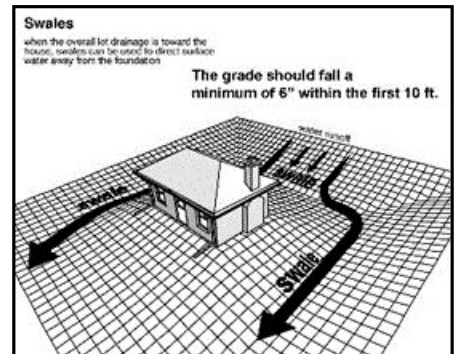 Swales
when the overall lot drainage is toward the
house, swales can be used to direct surface
water away from the foundation
The grade should fall a
minimum of 6" within the first 10 ft.
water runoff
swale
swale
Swale